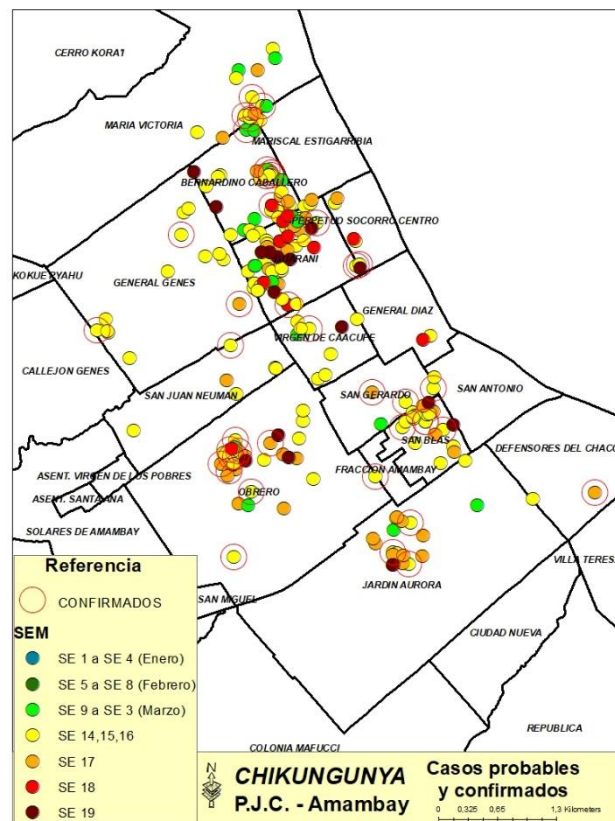 CERRO KORA'I
MARIA VICTORIA
MARISCAL ESTIGARRIBIA
BERNARDINO CABALLERO
PERPETUO SOCORRO CENTRO
KOKUE PYAHU
GENERAL GENES
GENERAL DIAZ
VIRGEN DE CAACUPE
CALLEJON GENES
SAN JUAN NEUMAN
SAN GERARDO
SAN ANTONIO
SAN BLAS
DEFENSORES DEL CHACO
ASENT. VIRGEN DE LOS POBRES
FRACCION AMAMBAY
ASENT. SANTA ANA
OBRERO
SOLARES DE AMAMBAY
VILLA TERES
JARDIN AURORA
SAN MIGUEL
CIUDAD NUEVA
REPUBLICA
COLONIA MAFUCCI
Referencia
CONFIRMADOS
SEM
SE 1 a SE 4 (Enero)
SE 5 a SE 8 (Febrero)
SE 9 a SE 3 (Marzo)
SE 14,15,16
SE 17
SE 18
SE 19
N
CHIKUNGUNYA
P.J.C. - Amambay
Casos probables
y confirmados
0 0,325 0,65 1,3 Kilometers